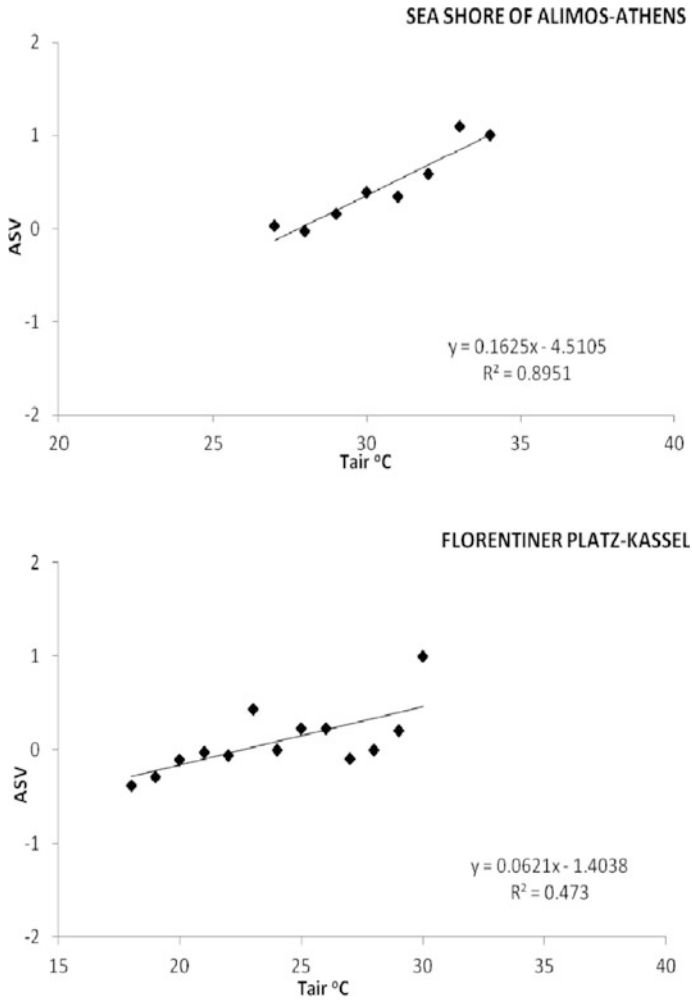 SEA SHORE OF ALIMOS-ATHENS
2
1
0
-1
-2
ASV
y = 0.1625x - 4.5105
R² = 0.8951
20 25 30 35 40
Tair ºC
FLORENTINER PLATZ-KASSEL
2
1
0
-1
-2
ASV
y = 0.0621x - 1.4038
R² = 0.473
15 20 25 30 35 40
Tair ºC